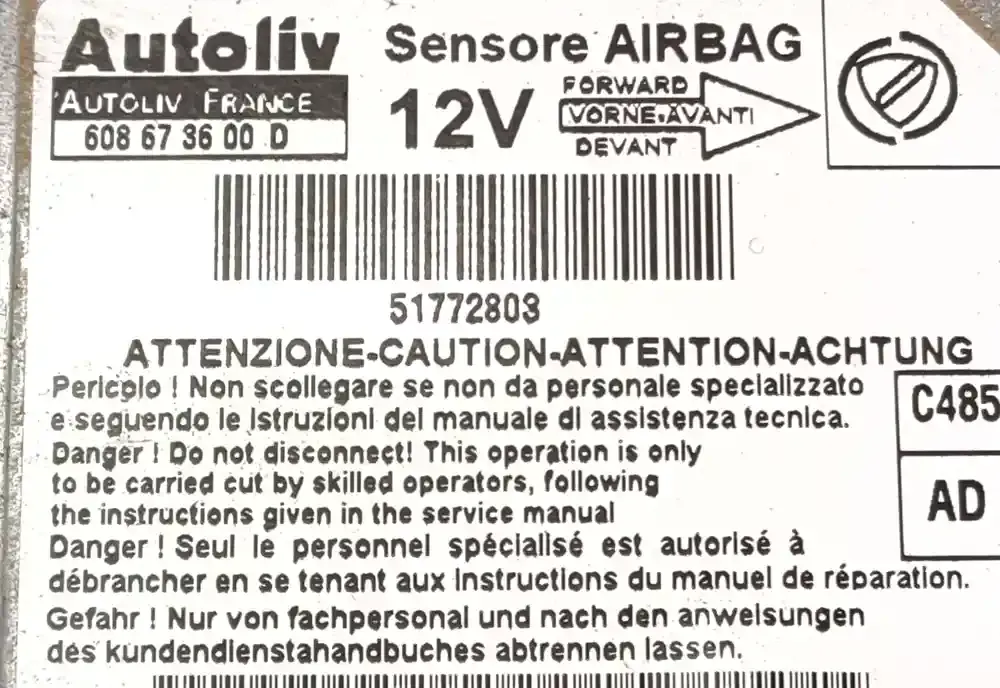 Autoliv
AUTOLIV FRANCE
608 67 36 00 D
Sensore AIRBAG
12V
FORWARD
VORNE-AVANTI
DEVANT
51772803
ATTENZIONE-CAUTION-ATTENTION-ACHTUNG
Pericolo ! Non scollegare se non da personale specializzato
e seguendo le istruzioni del manuale di assistenza tecnica.
Danger ! Do not disconnect! This operation is only
to be carried out by skilled operators, following
the instructions given in the service manual
Danger ! Seul le personnel spécialisé est autorisé à
débrancher en se tenant aux instructions du manuel de réparation.
Gefahr ! Nur von fachpersonal und nach den anweisungen
des kundendienstahandbuches abtrennen lassen.
C485
AD